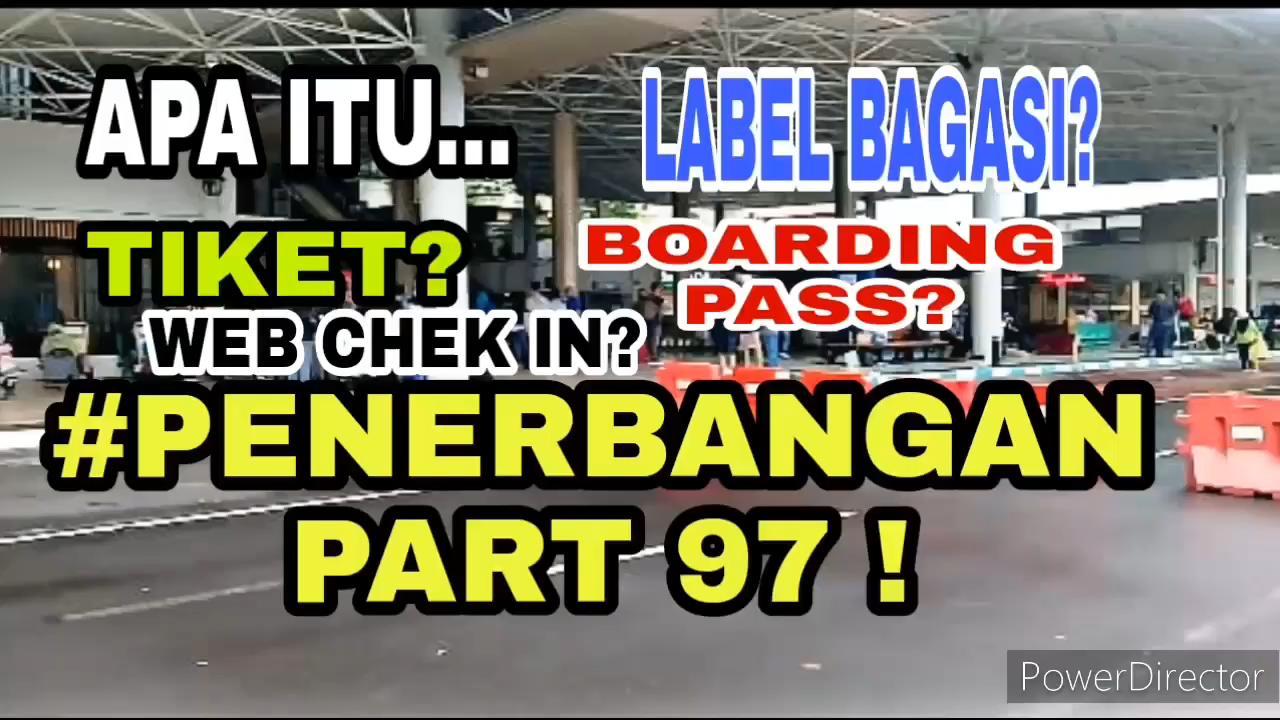 APA ITU...
LABEL BAGASI?
TIKET?
BOARDING
PASS?
WEB CHEK IN?
#PENERBANGAN
PART 97 !
PowerDirector